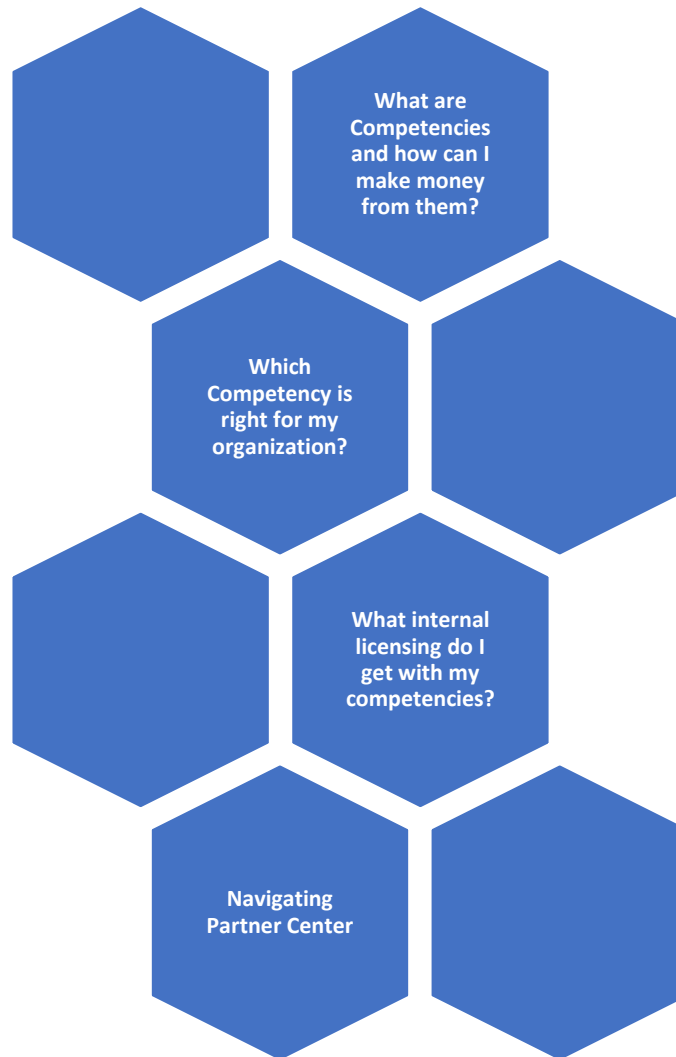 What are
Competencies
and how can I
make money
from them?
Which
Competency is
right for my
organization?
What internal
licensing do I
get with my
competencies?
Navigating
Partner Center